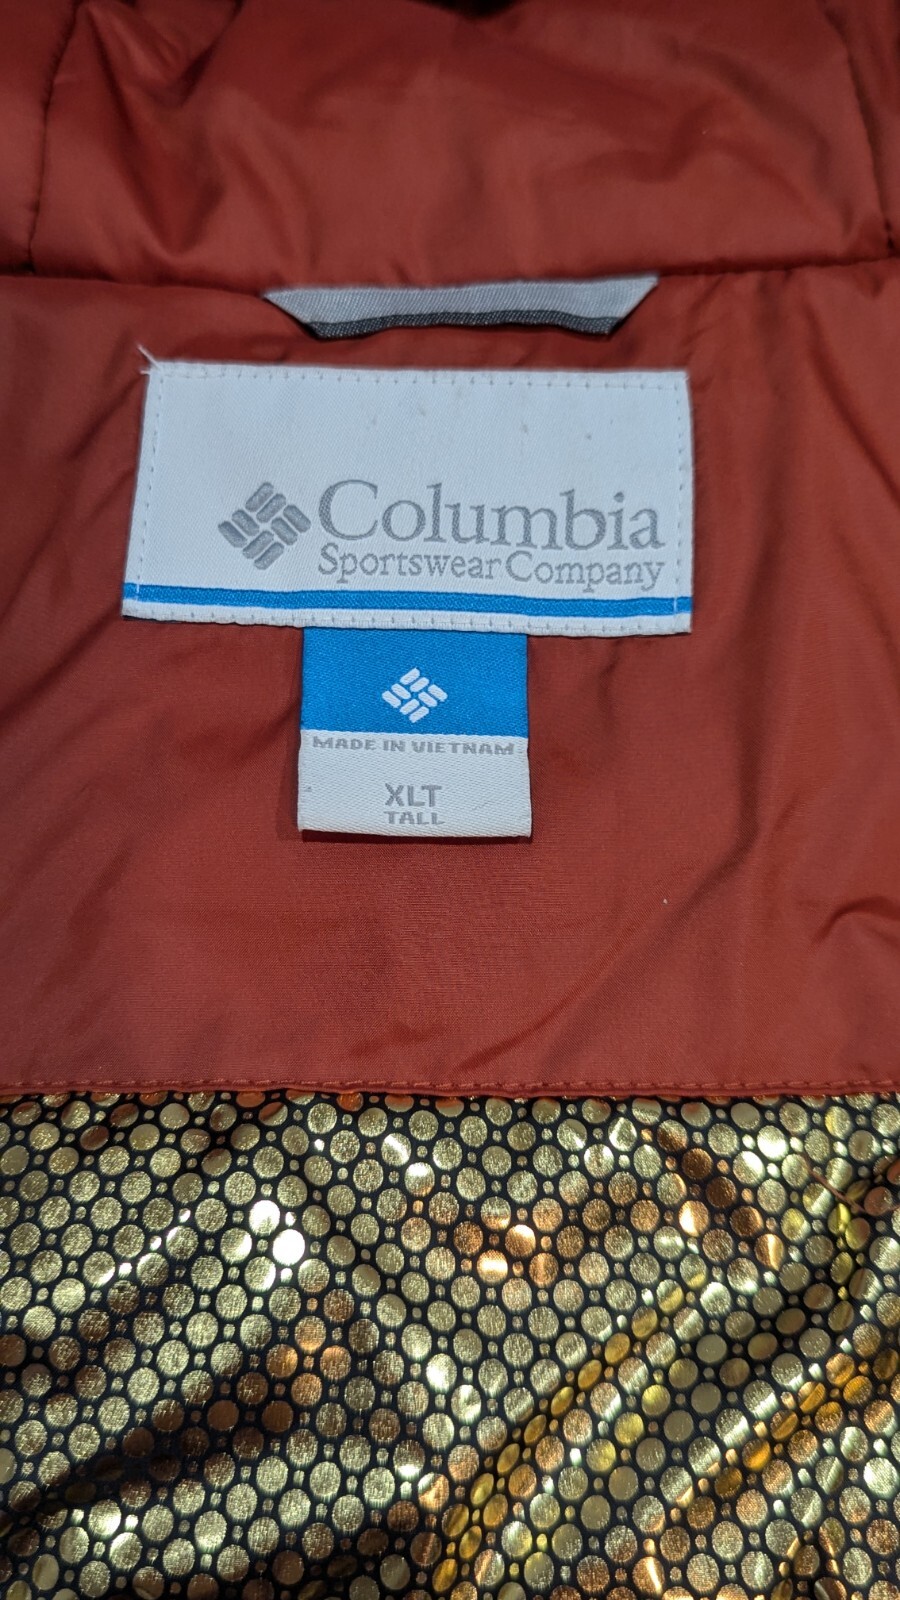 Columbia
Sportswear Company
MADE IN VIETNAM
XLT
TALL